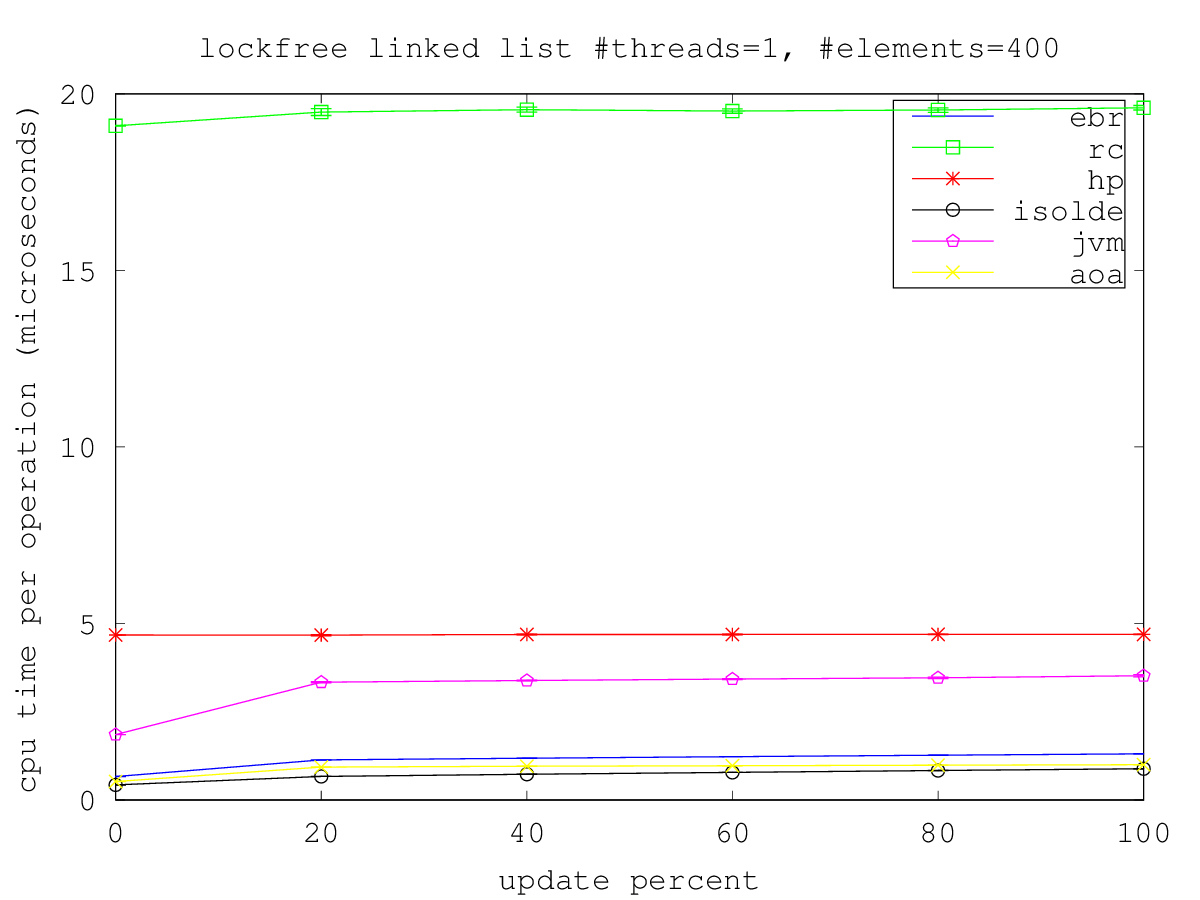 lockfree linked list #threads=1, #elements=400
cpu time per operation (microseconds)
20
15
10
5
0
ebr
rc
hp
isolde
jvm
aoa
0 20 40 60 80 100
update percent